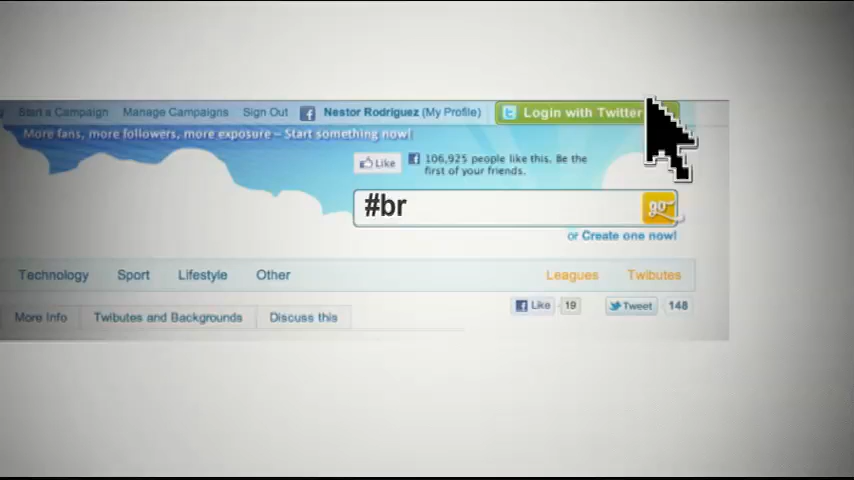 Start a Campaign Manage Campaigns Sign Out Nestor Rodriguez (My Profile) Login with Twitter
More fans, more followers, more exposure – Start something now!
Like 106,925 people like this. Be the
first of your friends.
#br go
or Create one now!
Technology Sport Lifestyle Other Leagues Twibutes
Like 19 Tweet 148
More Info Twibutes and Backgrounds Discuss this